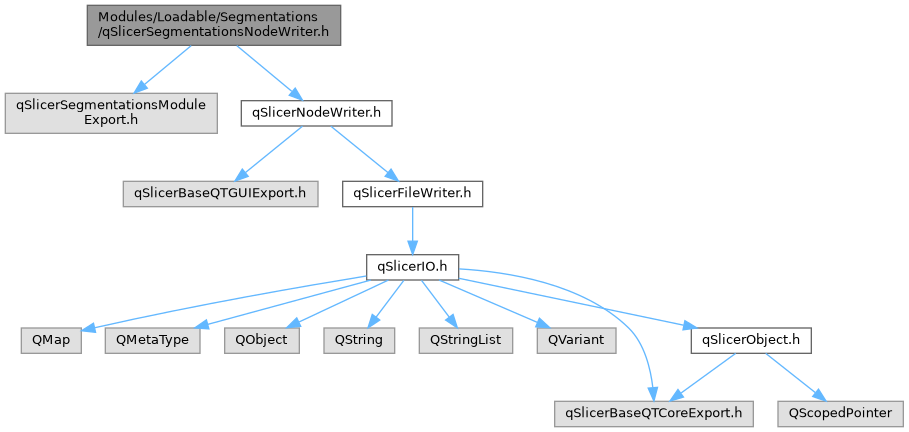 Modules/Loadable/Segmentations
/qSlicerSegmentationsNodeWriter.h
qSlicerSegmentationsModule
Export.h
qSlicerNodeWriter.h
qSlicerBaseQTGUIExport.h
qSlicerFileWriter.h
qSlicerIO.h
QMap
QMetaType
QObject
QString
QStringList
QVariant
qSlicerObject.h
qSlicerBaseQTCoreExport.h
QScopedPointer